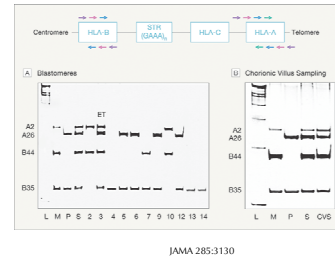 Centromere HLA-B STR (GAAA)n HLA-C HLA-A Telomere
A Blastomeres
B Chorionic Villus Sampling
ET
A2
A26
B44
B35
L M P S 2 3 4 5 6 7 9 10 12 13 14
A2
A26
B44
B35
L M P S CVS
JAMA 285:3130